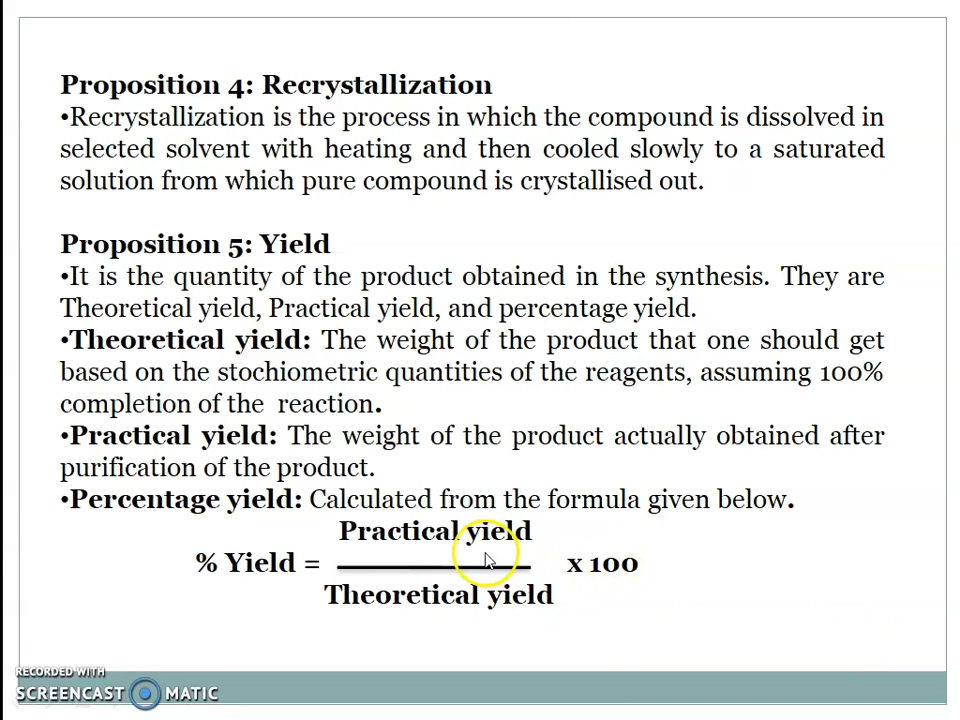 Proposition 4: Recrystallization
•Recrystallization is the process in which the compound is dissolved in
selected solvent with heating and then cooled slowly to a saturated
solution from which pure compound is crystallised out.
Proposition 5: Yield
•It is the quantity of the product obtained in the synthesis. They are
Theoretical yield, Practical yield, and percentage yield.
•Theoretical yield: The weight of the product that one should get
based on the stochiometric quantities of the reagents, assuming 100%
completion of the reaction.
•Practical yield: The weight of the product actually obtained after
purification of the product.
•Percentage yield: Calculated from the formula given below.
Practical yield
% Yield = x 100
Theoretical yield
RECORDED WITH
SCREENCAST MATIC